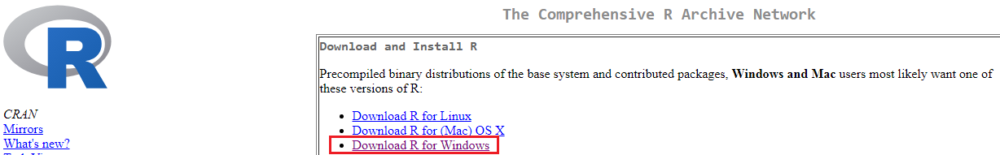 R
The Comprehensive R Archive Network
CRAN
Mirrors
What's new?
Download and Install R
Precompiled binary distributions of the base system and contributed packages, Windows and Mac users most likely want one of
these versions of R:
Download R for Linux
Download R for (Mac) OS X
Download R for Windows